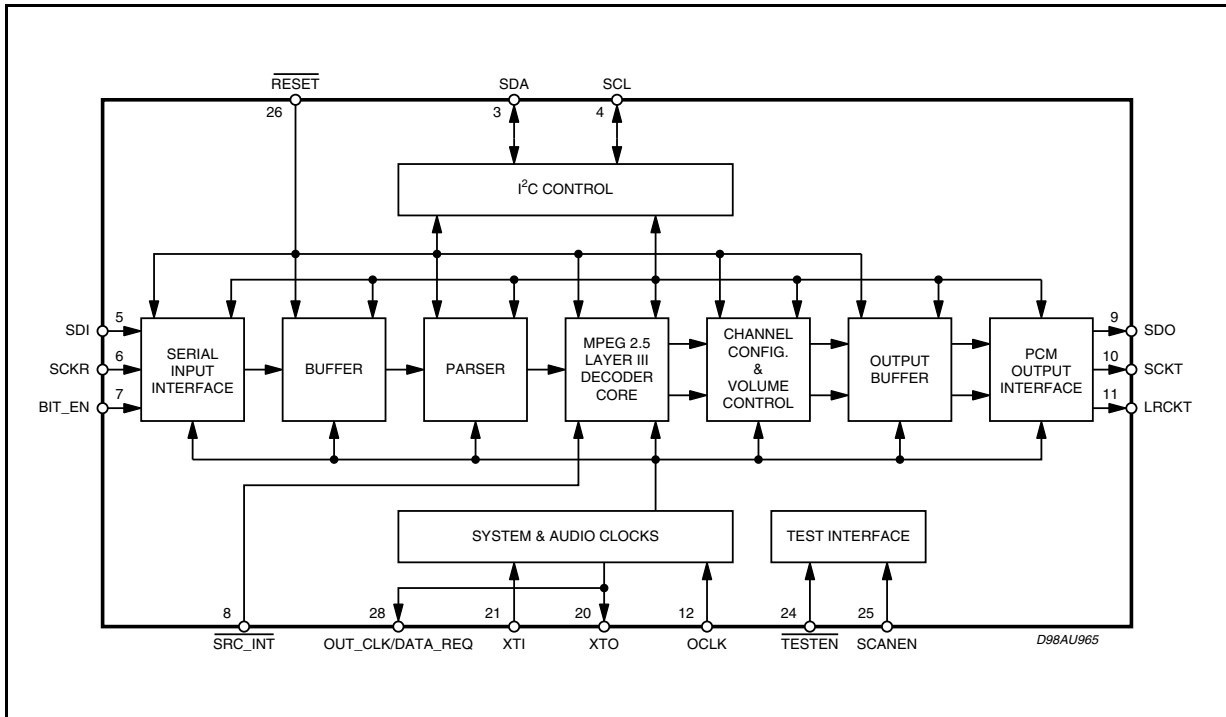 RESET
SDA
SCL
26
3
4
I²C CONTROL
SDI
5
SCKR
6
BIT_EN
7
SERIAL
INPUT
INTERFACE
BUFFER
PARSER
MPEG 2.5
LAYER III
DECODER
CORE
CHANNEL
CONFIG.
&
VOLUME
CONTROL
OUTPUT
BUFFER
PCM
OUTPUT
INTERFACE
9
SDO
10
SCKT
11
LRCKT
SYSTEM & AUDIO CLOCKS
TEST INTERFACE
8
28
21
20
12
24
25
SRC_INT
OUT_CLK/DATA_REQ
XTI
XTO
OCLK
TESTEN
SCANEN
D98AU965